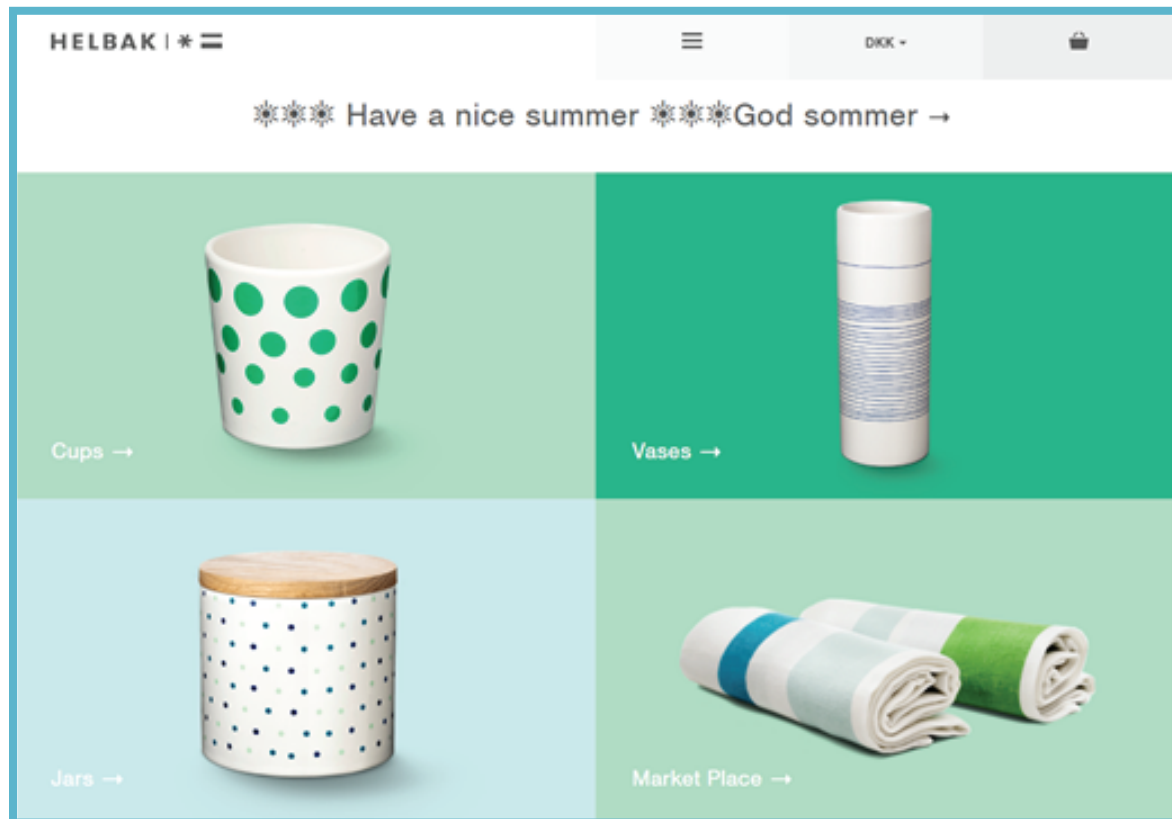 HELBAK | * =
DKK
❊❊❊ Have a nice summer ❊❊❊God sommer →
Cups →
Vases →
Jars →
Market Place →